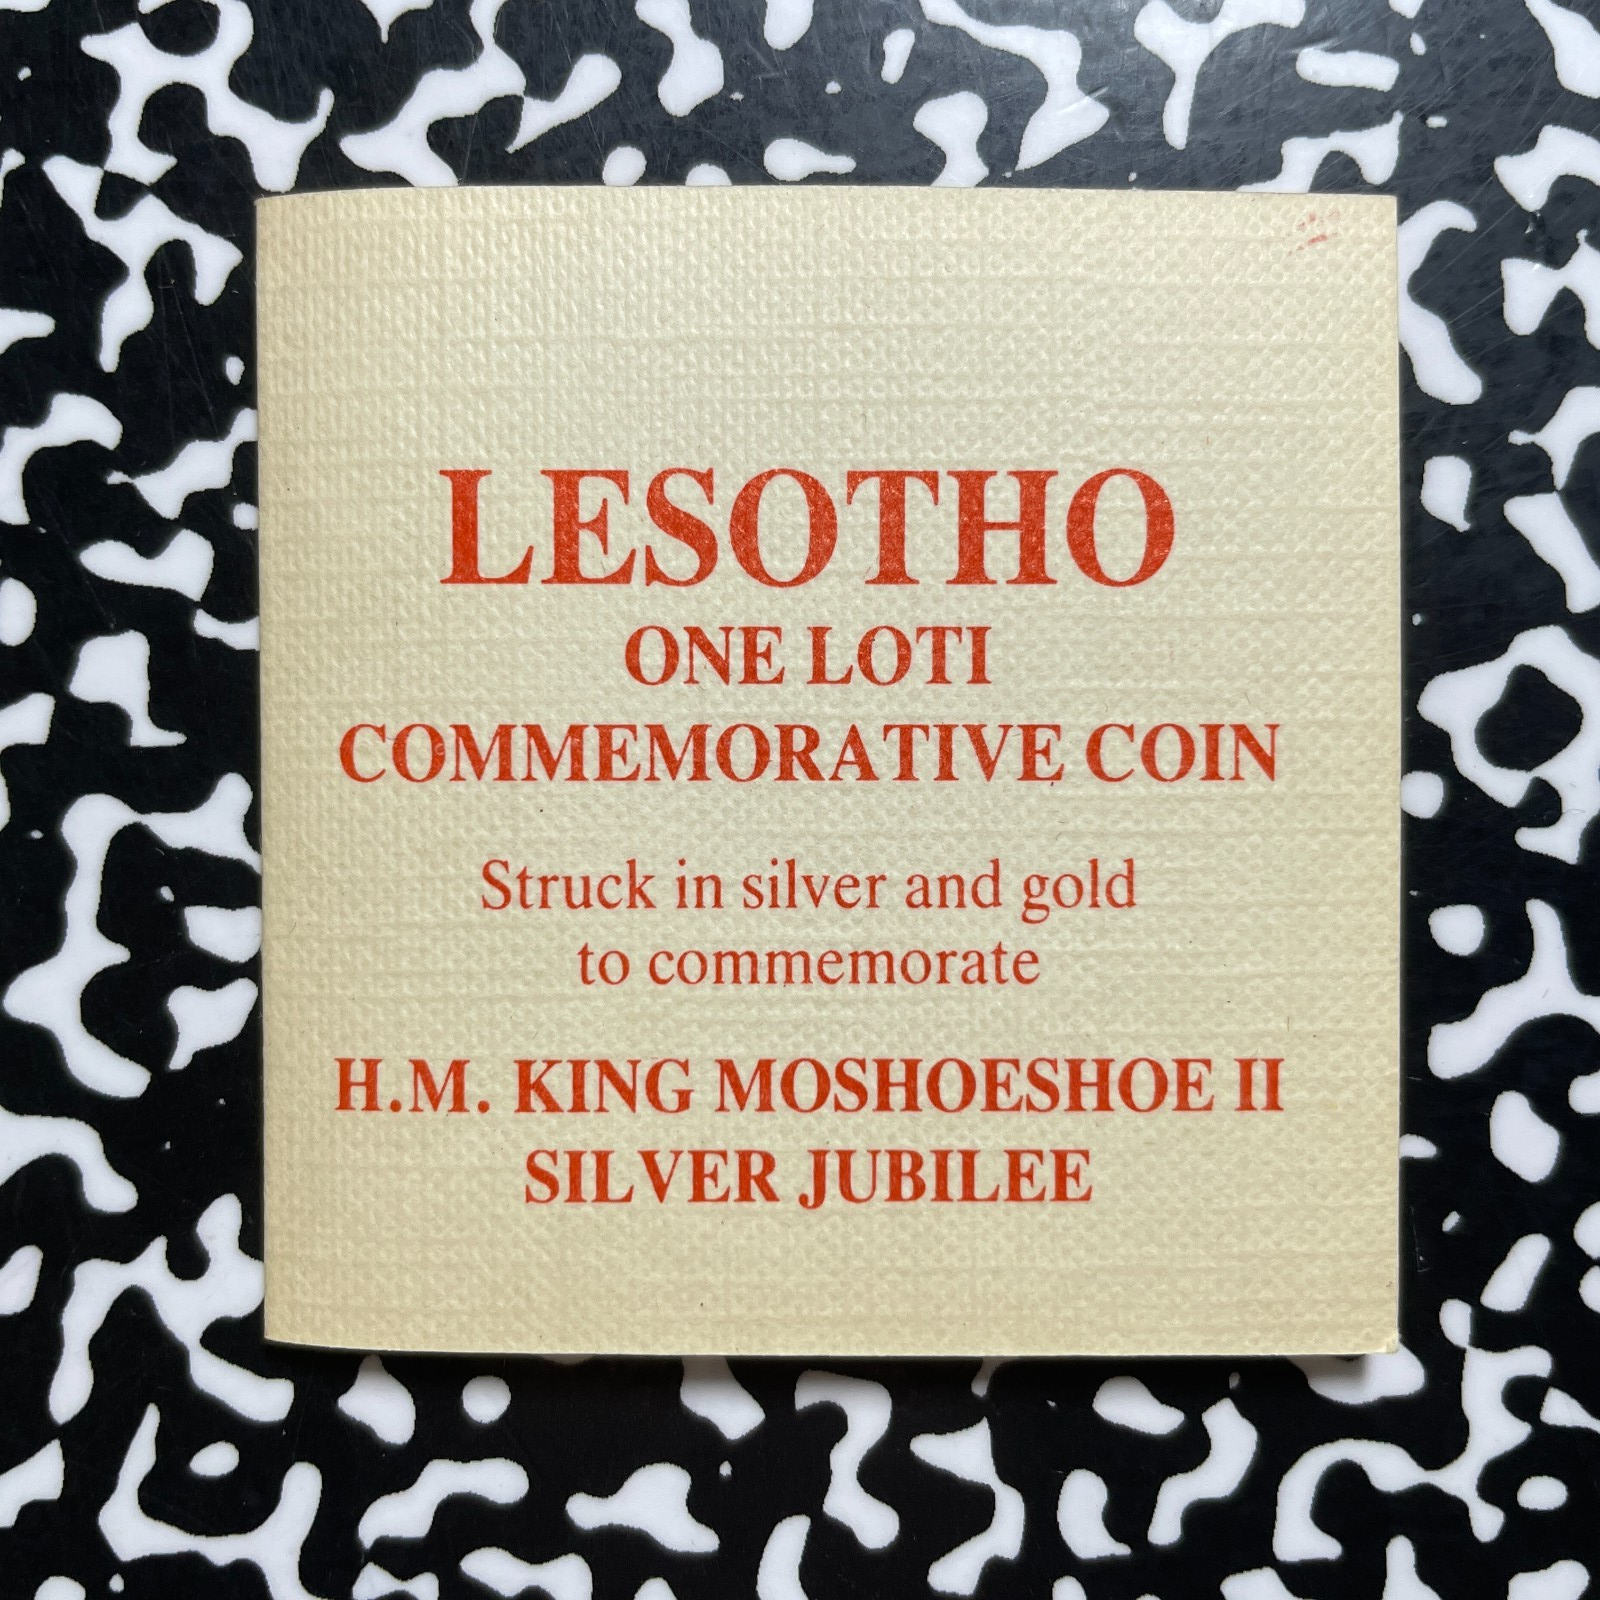 LESOTHO
ONE LOTI
COMMEMORATIVE COIN
Struck in silver and gold
to commemorate
H.M. KING MOSHOESHOE II
SILVER JUBILEE